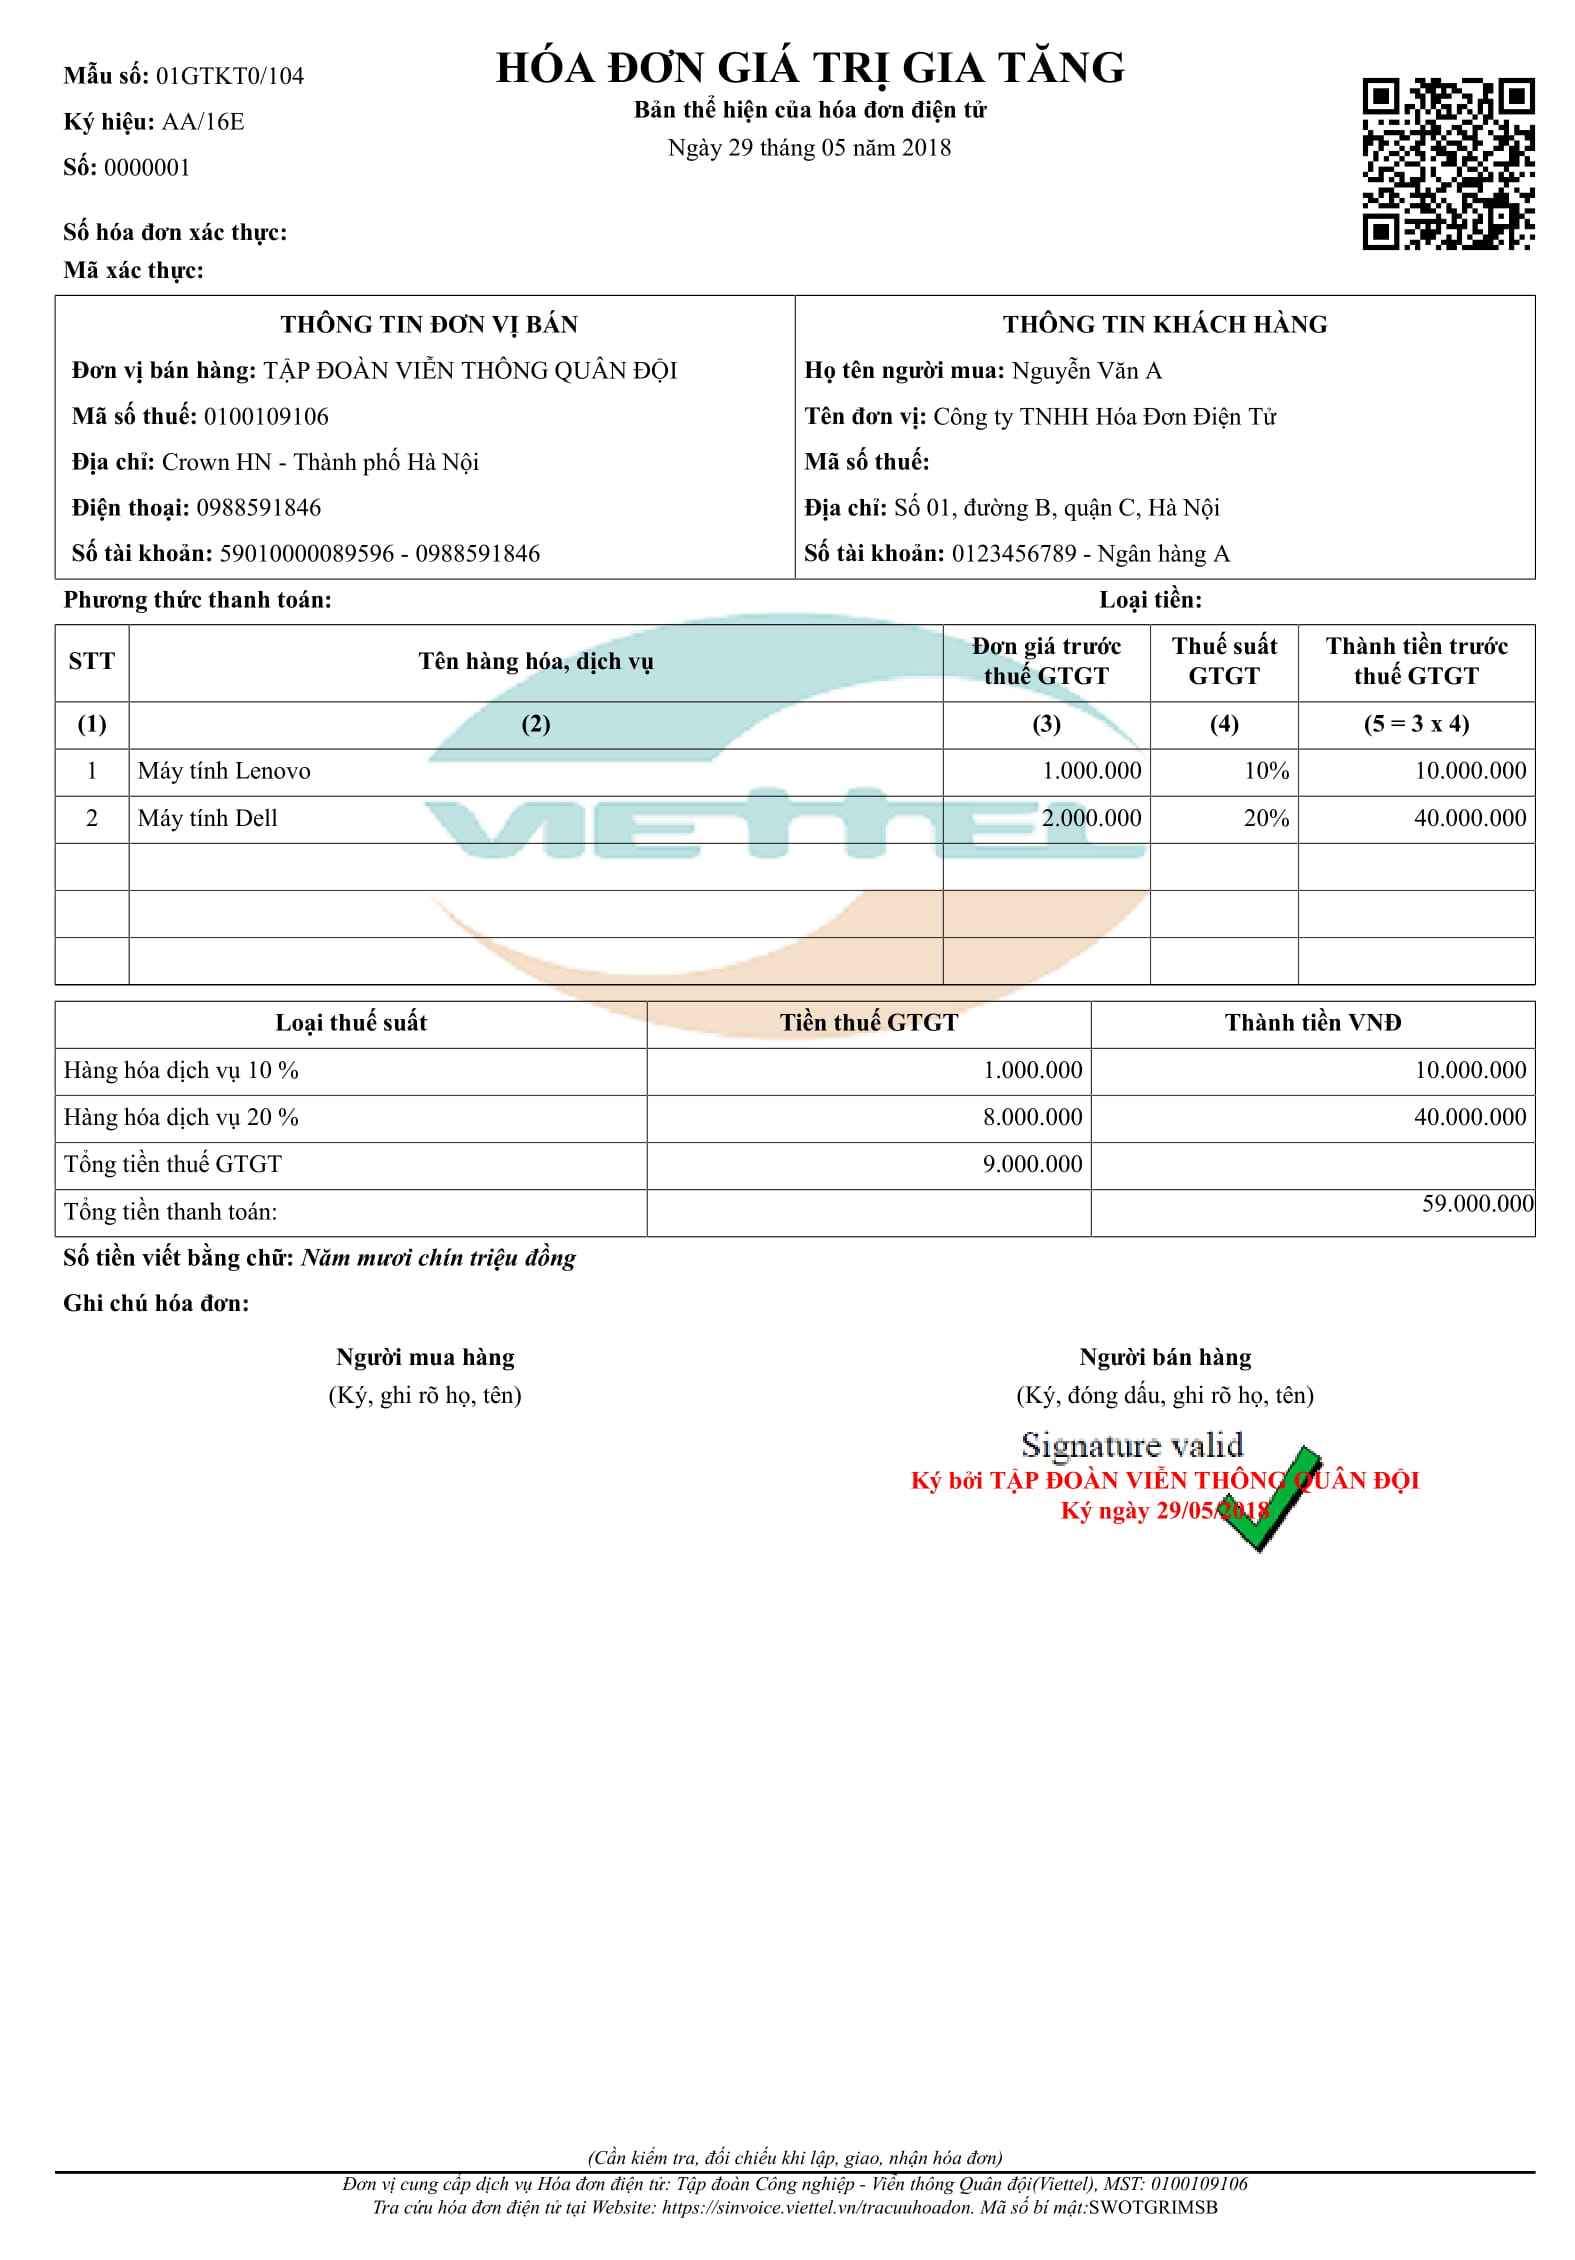 HÓA ĐƠN GIÁ TRỊ GIA TĂNG
Bản thể hiện của hóa đơn điện tử
Ngày 29 tháng 05 năm 2018
Mẫu số: 01GTKT0/104
Ký hiệu: AA/16E
Số: 0000001
Số hóa đơn xác thực:
Mã xác thực:
THÔNG TIN ĐƠN VỊ BÁN
Đơn vị bán hàng: TẬP ĐOÀN VIỄN THÔNG QUÂN ĐỘI
Mã số thuế: 0100109106
Địa chỉ: Crown HN - Thành phố Hà Nội
Điện thoại: 0988591846
Số tài khoản: 59010000089596 - 0988591846
THÔNG TIN KHÁCH HÀNG
Họ tên người mua: Nguyễn Văn A
Tên đơn vị: Công ty TNHH Hóa Đơn Điện Tử
Mã số thuế:
Địa chỉ: Số 01, đường B, quận C, Hà Nội
Số tài khoản: 0123456789 - Ngân hàng A
Phương thức thanh toán: Loại tiền:
STT Tên hàng hóa, dịch vụ Đơn giá trước thuế GTGT Thuế suất GTGT Thành tiền trước thuế GTGT
(1) (2) (3) (4) (5 = 3 x 4)
1 Máy tính Lenovo 1.000.000 10% 10.000.000
2 Máy tính Dell 2.000.000 20% 40.000.000
VIETTEL
Loại thuế suất Tiền thuế GTGT Thành tiền VNĐ
Hàng hóa dịch vụ 10 % 1.000.000 10.000.000
Hàng hóa dịch vụ 20 % 8.000.000 40.000.000
Tổng tiền thuế GTGT 9.000.000
Tổng tiền thanh toán: 59.000.000
Số tiền viết bằng chữ: Năm mươi chín triệu đồng
Ghi chú hóa đơn:
Người mua hàng
(Ký, ghi rõ họ, tên)
Người bán hàng
(Ký, đóng dấu, ghi rõ họ, tên)
Signature valid
Ký bởi TẬP ĐOÀN VIỄN THÔNG QUÂN ĐỘI
Ký ngày 29/05/2018
(Cần kiểm tra, đối chiếu khi lập, giao, nhận hóa đơn)
Đơn vị cung cấp dịch vụ Hóa đơn điện tử: Tập đoàn Công nghiệp - Viễn thông Quân đội(Viettel), MST: 0100109106
Tra cứu hóa đơn điện tử tại Website: https://sinvoice.viettel.vn/tracuuhoadon. Mã số bí mật:SWOTGRIMSB